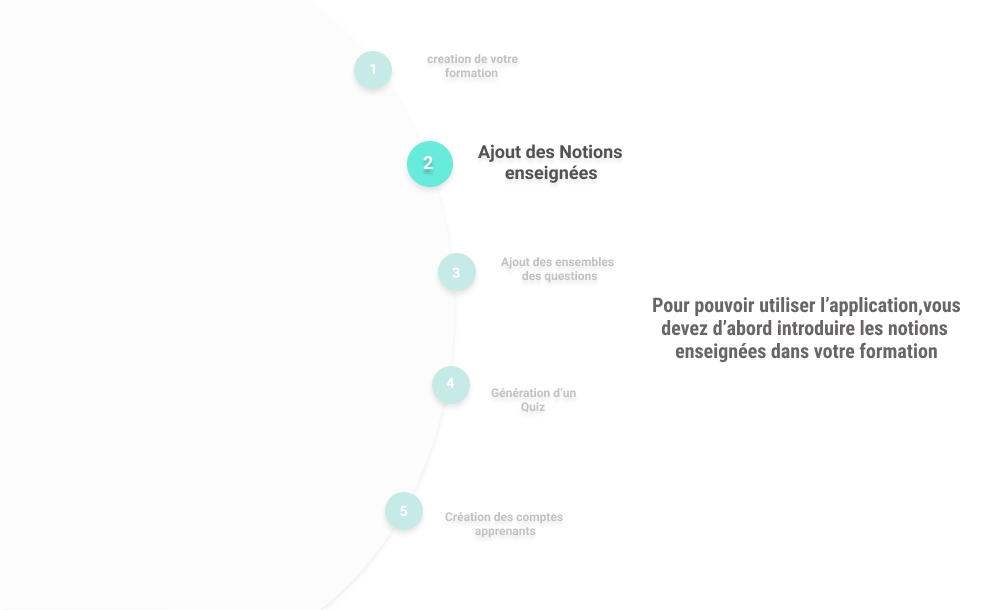 1
creation de votre
formation
2
Ajout des Notions
enseignées
3
Ajout des ensembles
des questions
Pour pouvoir utiliser l’application,vous
devez d’abord introduire les notions
enseignées dans votre formation
4
Génération d’un
Quiz
5
Création des comptes
apprenants